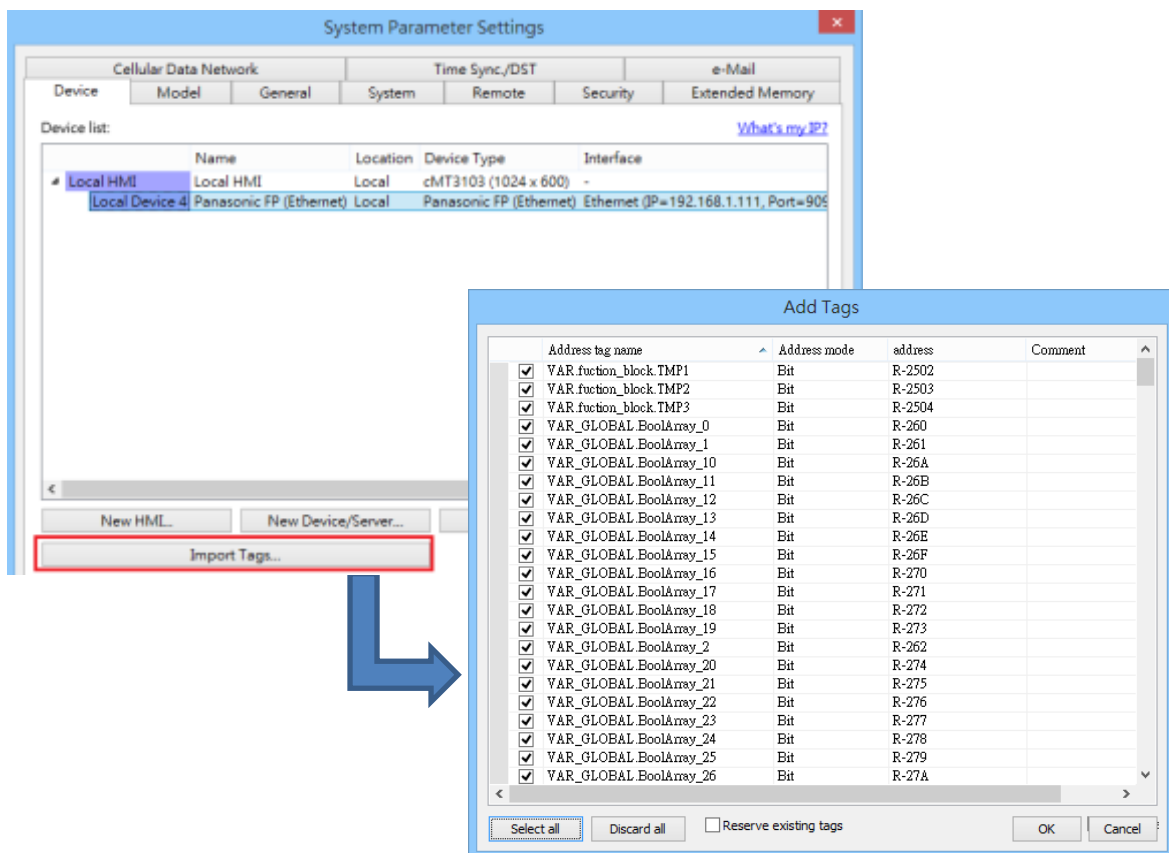 System Parameter Settings
Cellular Data Network Time Sync./DST e-Mail
Device Model General System Remote Security Extended Memory
Device list: What's my IP?
Name Location Device Type Interface
Local HMI Local HMI Local cMT3103 (1024 x 600) -
Local Device 4 Panasonic FP (Ethernet) Local Panasonic FP (Ethernet) Ethernet (IP=192.168.1.111, Port=909
New HMI... New Device/Server...
Import Tags...
Add Tags
Address tag name Address mode address Comment
VAR.fuction_block.TMP1 Bit R-2502
VAR.fuction_block.TMP2 Bit R-2503
VAR.fuction_block.TMP3 Bit R-2504
VAR_GLOBAL.BoolArray_0 Bit R-260
VAR_GLOBAL.BoolArray_1 Bit R-261
VAR_GLOBAL.BoolArray_10 Bit R-26A
VAR_GLOBAL.BoolArray_11 Bit R-26B
VAR_GLOBAL.BoolArray_12 Bit R-26C
VAR_GLOBAL.BoolArray_13 Bit R-26D
VAR_GLOBAL.BoolArray_14 Bit R-26E
VAR_GLOBAL.BoolArray_15 Bit R-26F
VAR_GLOBAL.BoolArray_16 Bit R-270
VAR_GLOBAL.BoolArray_17 Bit R-271
VAR_GLOBAL.BoolArray_18 Bit R-272
VAR_GLOBAL.BoolArray_19 Bit R-273
VAR_GLOBAL.BoolArray_2 Bit R-262
VAR_GLOBAL.BoolArray_20 Bit R-274
VAR_GLOBAL.BoolArray_21 Bit R-275
VAR_GLOBAL.BoolArray_22 Bit R-276
VAR_GLOBAL.BoolArray_23 Bit R-277
VAR_GLOBAL.BoolArray_24 Bit R-278
VAR_GLOBAL.BoolArray_25 Bit R-279
VAR_GLOBAL.BoolArray_26 Bit R-27A
Select all Discard all Reserve existing tags OK Cancel